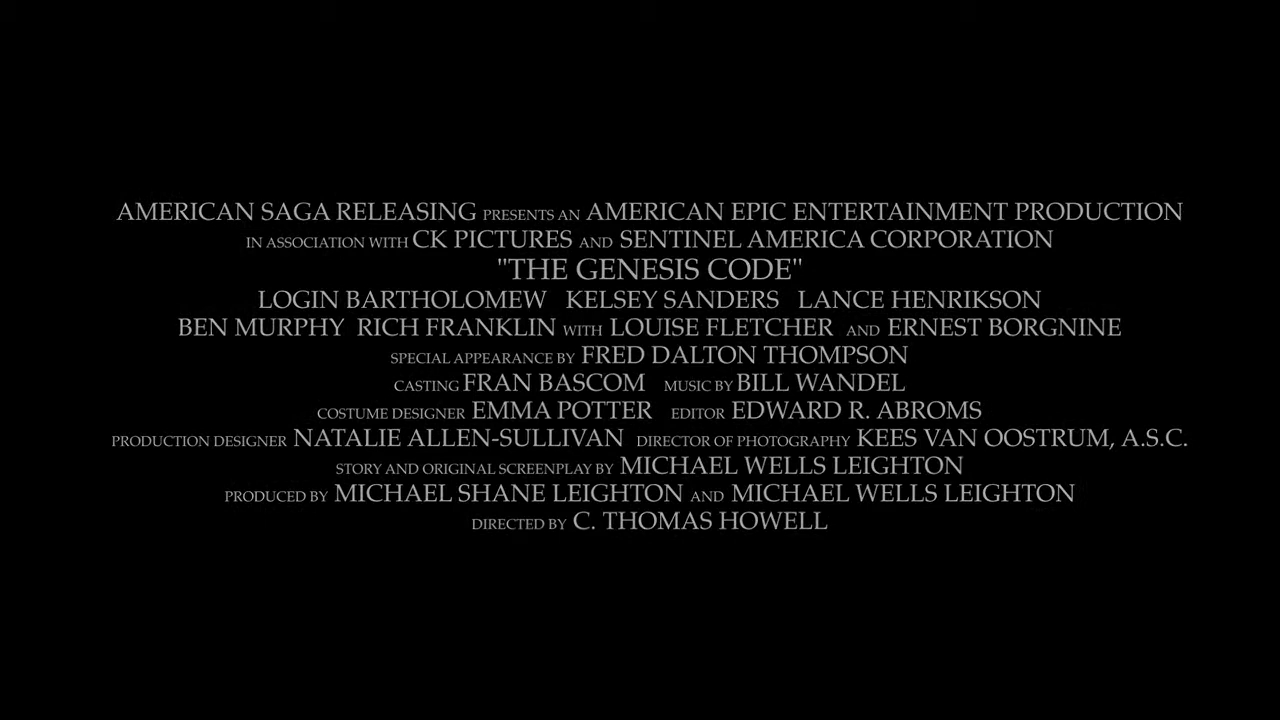 AMERICAN SAGA RELEASING PRESENTS AN AMERICAN EPIC ENTERTAINMENT PRODUCTION
IN ASSOCIATION WITH CK PICTURES AND SENTINEL AMERICA CORPORATION
"THE GENESIS CODE"
LOGIN BARTHOLOMEW KELSEY SANDERS LANCE HENRIKSON
BEN MURPHY RICH FRANKLIN WITH LOUISE FLETCHER AND ERNEST BORGNINE
SPECIAL APPEARANCE BY FRED DALTON THOMPSON
CASTING FRAN BASCOM MUSIC BY BILL WANDEL
COSTUME DESIGNER EMMA POTTER EDITOR EDWARD R. ABROMS
PRODUCTION DESIGNER NATALIE ALLEN-SULLIVAN DIRECTOR OF PHOTOGRAPHY KEES VAN OOSTRUM, A.S.C.
STORY AND ORIGINAL SCREENPLAY BY MICHAEL WELLS LEIGHTON
PRODUCED BY MICHAEL SHANE LEIGHTON AND MICHAEL WELLS LEIGHTON
DIRECTED BY C. THOMAS HOWELL